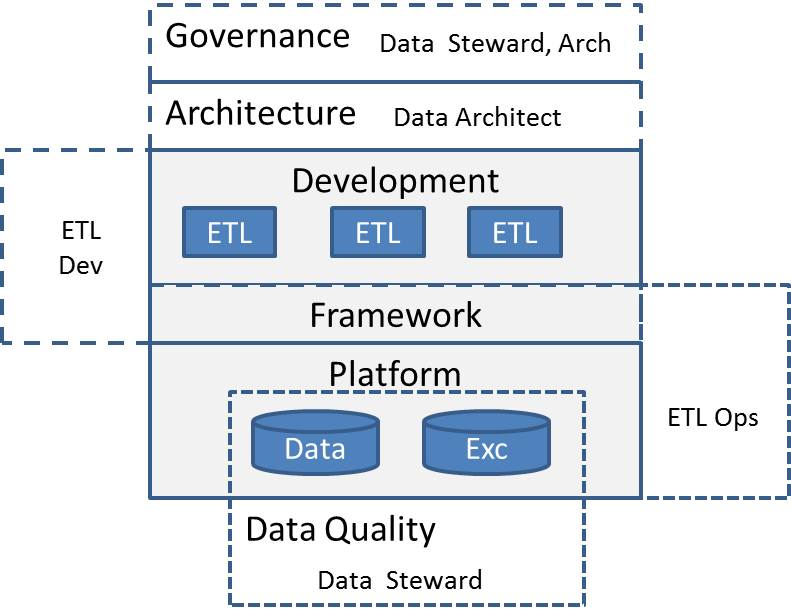 Governance Data Steward, Arch
Architecture Data Architect
Development
ETL ETL ETL
ETL
Dev
Framework
Platform
ETL Ops
Data Exc
Data Quality
Data Steward